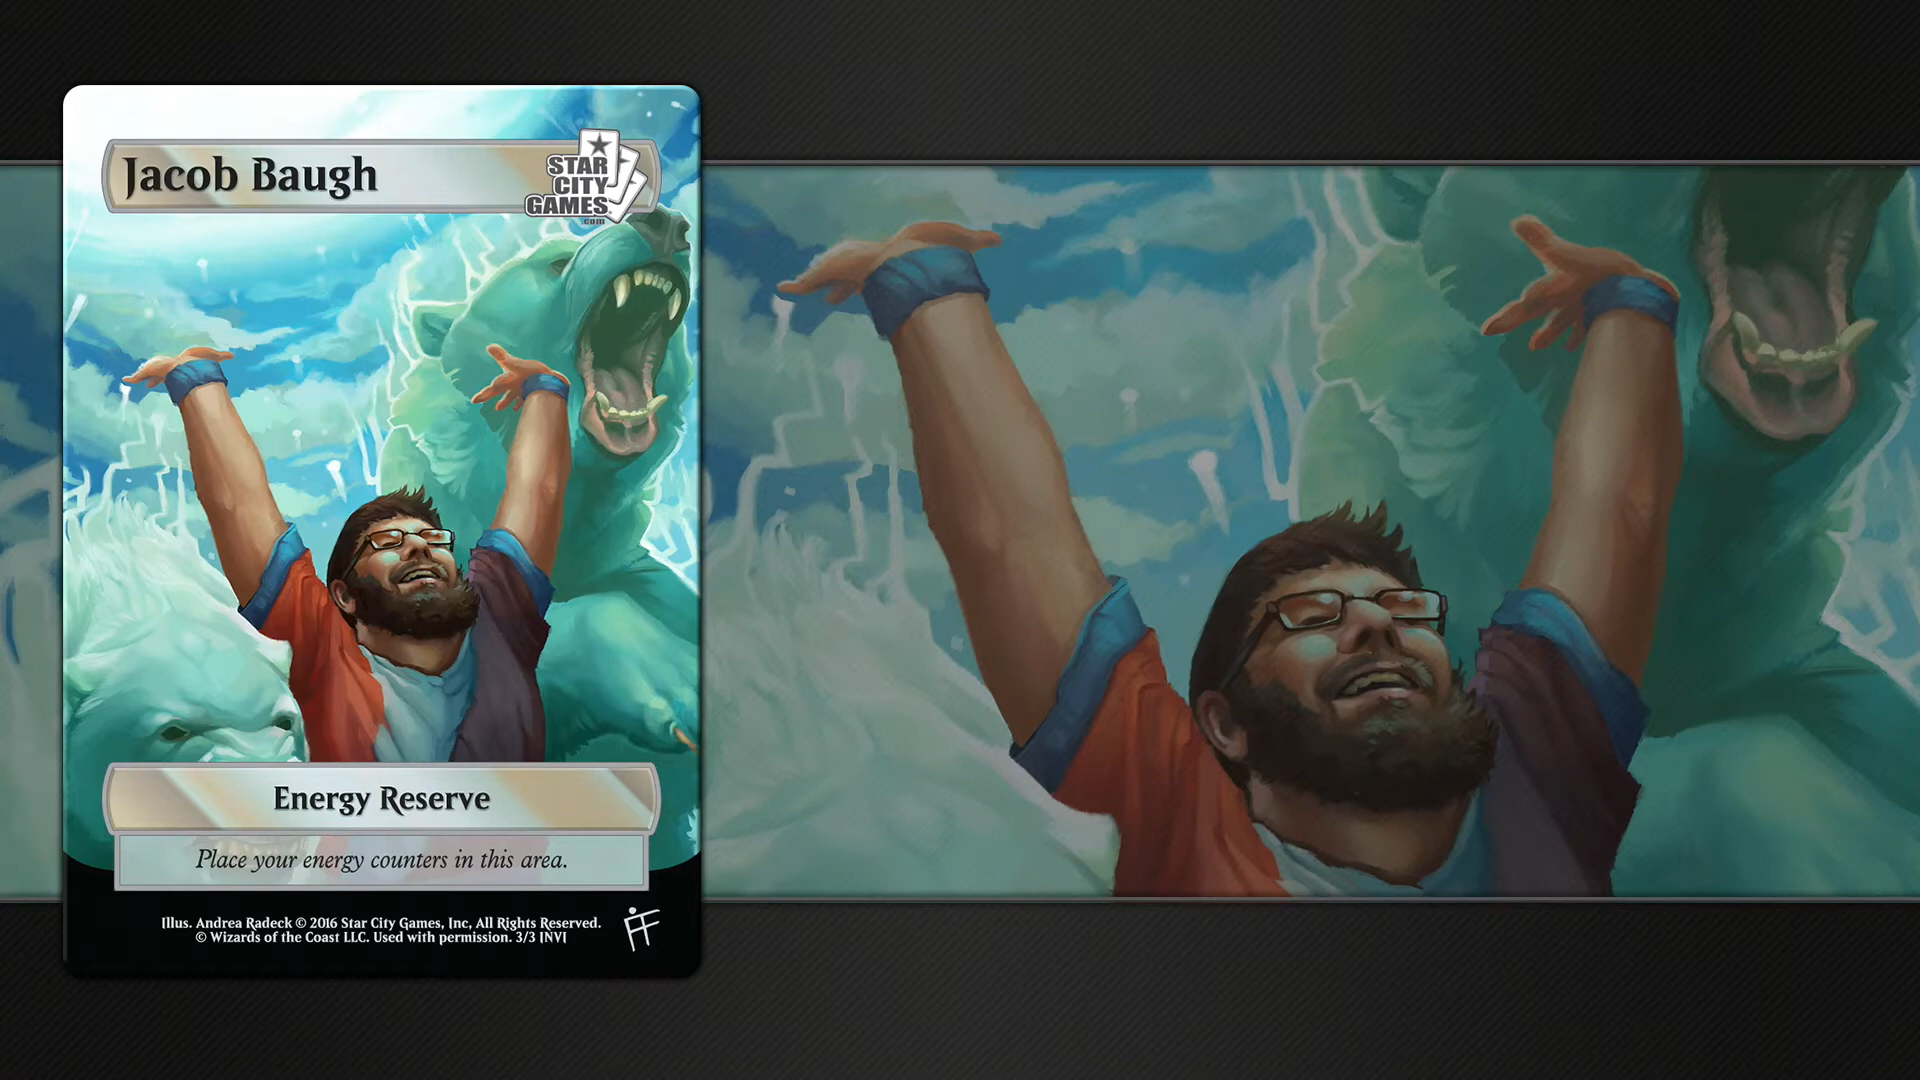 Jacob Baugh
STAR
CITY
GAMES
.com
Energy Reserve
Place your energy counters in this area.
Illus. Andrea Radeck © 2016 Star City Games, Inc, All Rights Reserved.
© Wizards of the Coast LLC. Used with permission. 3/3 INVI